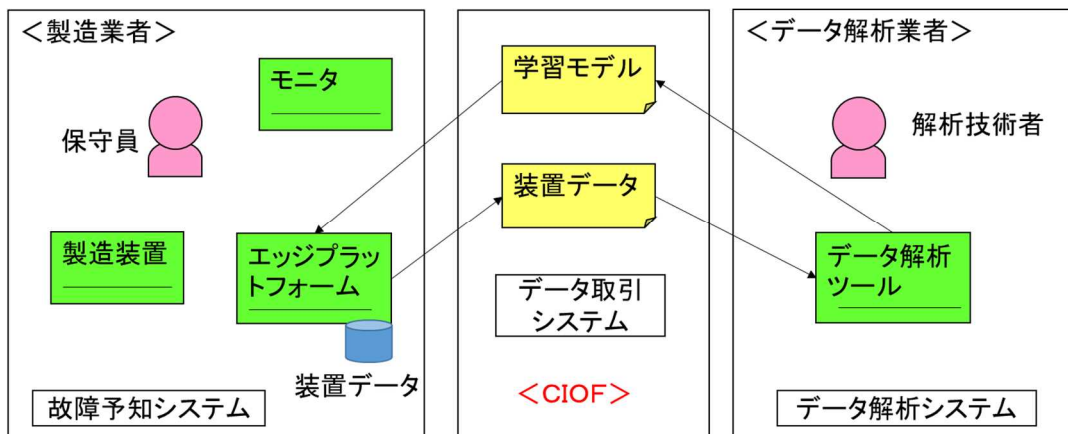 ＜製造業者＞
モニタ
保守員
製造装置
エッジプラッ
トフォーム
装置データ
故障予知システム
学習モデル
装置データ
データ取引
システム
＜CIOF＞
＜データ解析業者＞
解析技術者
データ解析
ツール
データ解析システム